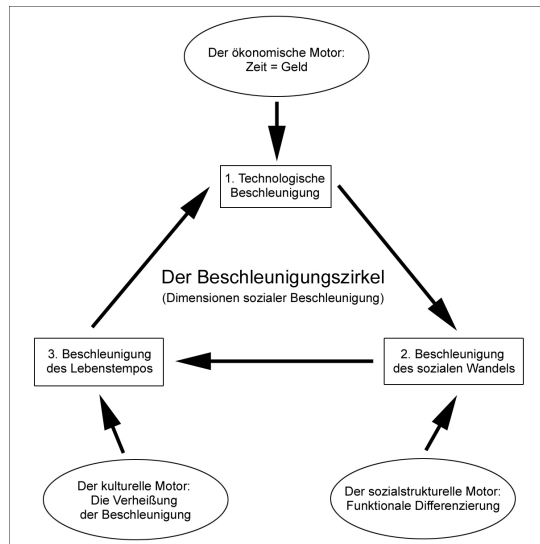 Der ökonomische Motor:
Zeit = Geld
1. Technologische
Beschleunigung
Der Beschleunigungszirkel
(Dimensionen sozialer Beschleunigung)
3. Beschleunigung
des Lebenstempos
2. Beschleunigung
des sozialen Wandels
Der kulturelle Motor:
Die Verheißung
der Beschleunigung
Der sozialstrukturelle Motor:
Funktionale Differenzierung